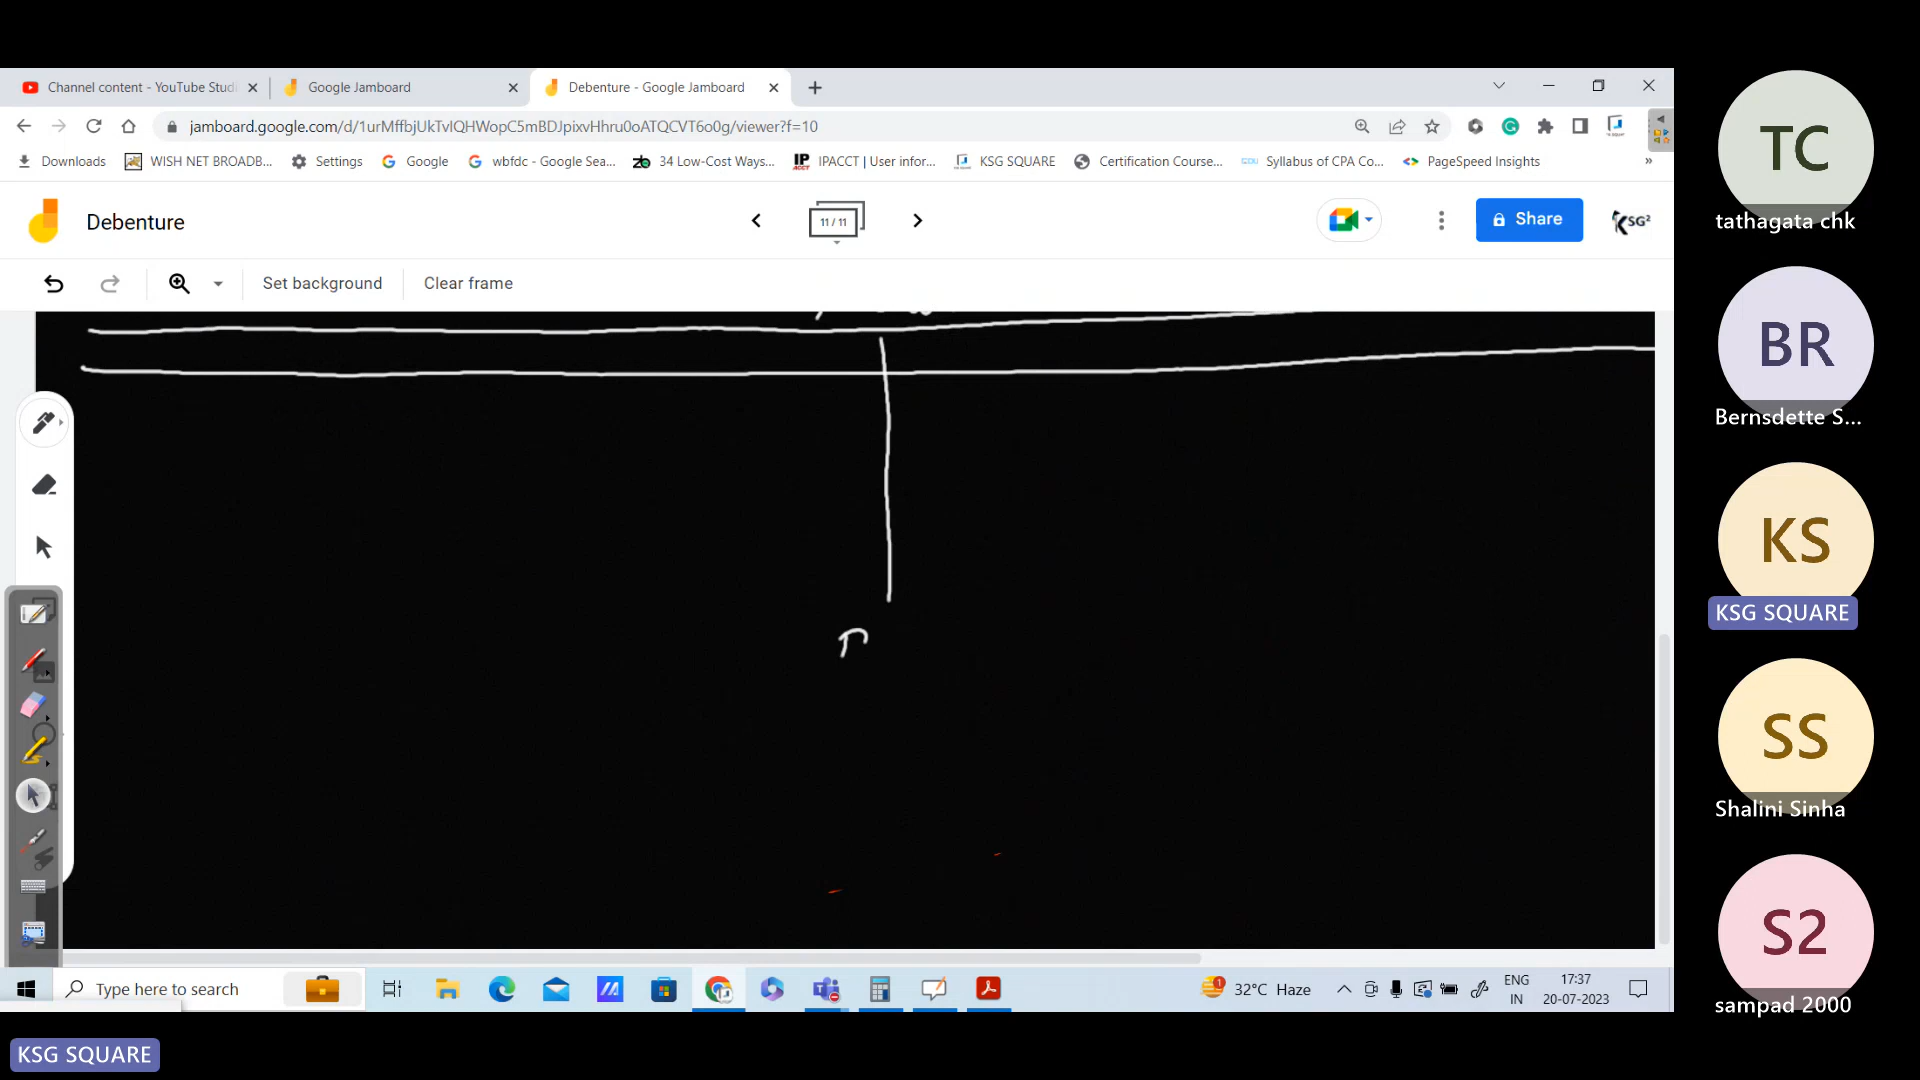 Channel content - YouTube Studi
Google Jamboard
Debenture - Google Jamboard
jamboard.google.com/d/1urMffbjUkTvIQHWopC5mBDJpixvHhru0oATQCVT6o0g/viewer?f=10
Downloads
WISH NET BROADB...
Settings
Google
wbfdc - Google Sea...
34 Low-Cost Ways...
IPACCT | User infor...
KSG SQUARE
Certification Course...
Syllabus of CPA Co...
PageSpeed Insights
»
Debenture
11 / 11
Share
KSG²
Set background
Clear frame
Type here to search
32°C Haze
ENG
IN
17:37
20-07-2023
TC
tathagata chk
BR
Bernsdette S...
KS
KSG SQUARE
SS
Shalini Sinha
S2
sampad 2000
KSG SQUARE